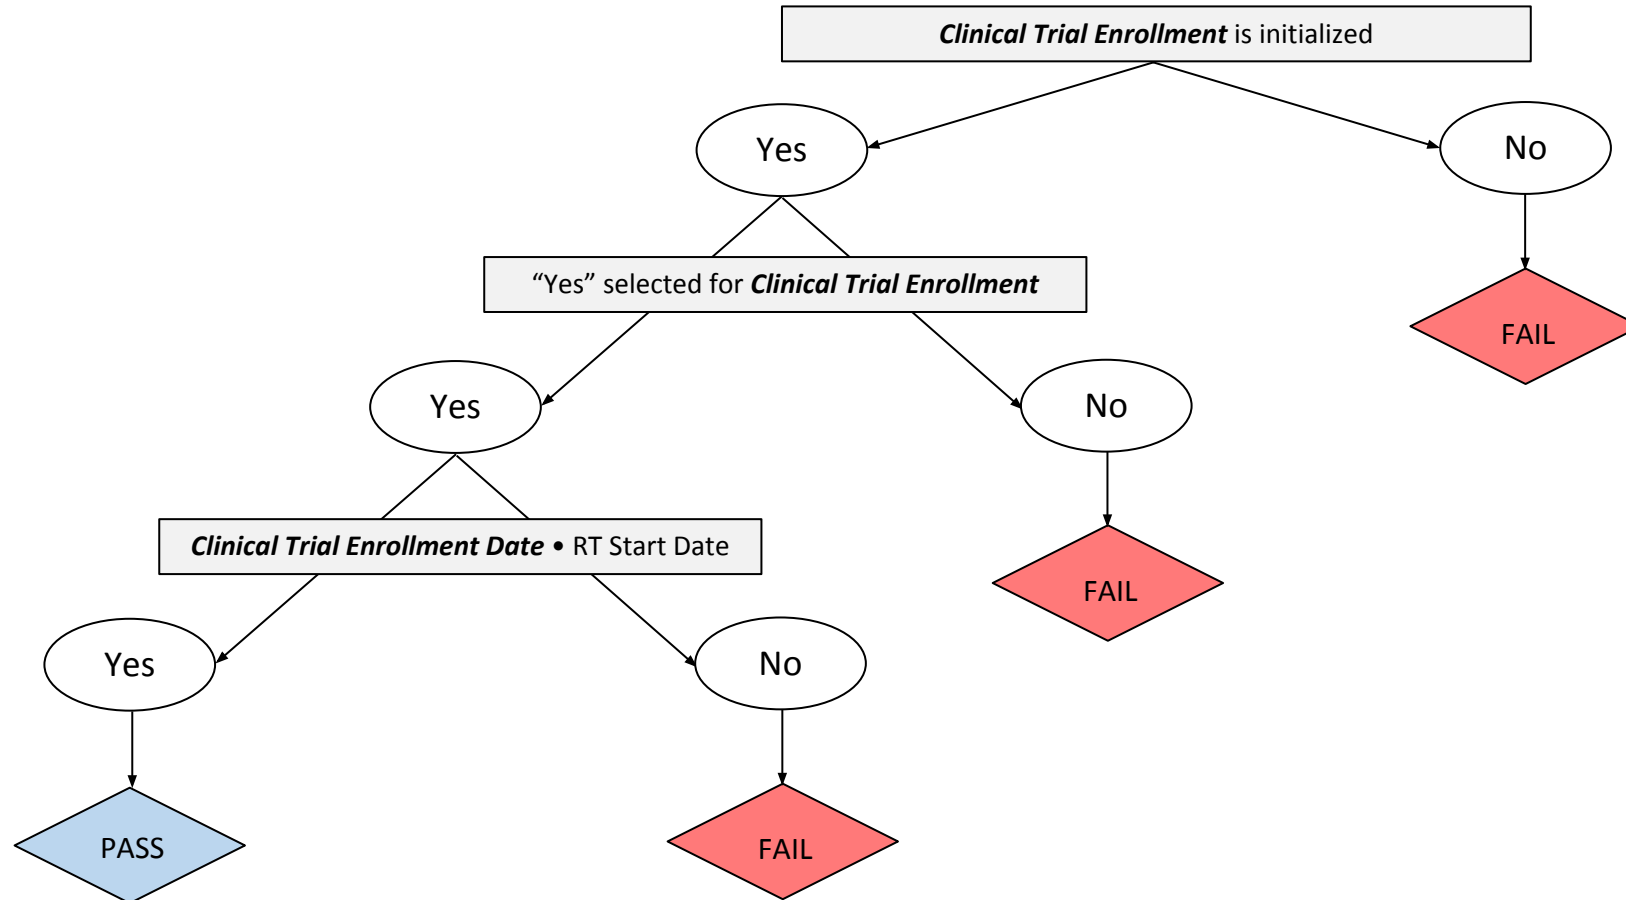 Clinical Trial Enrollment is initialized
Yes
No
“Yes” selected for Clinical Trial Enrollment
FAIL
Yes
No
Clinical Trial Enrollment Date • RT Start Date
FAIL
Yes
No
PASS
FAIL